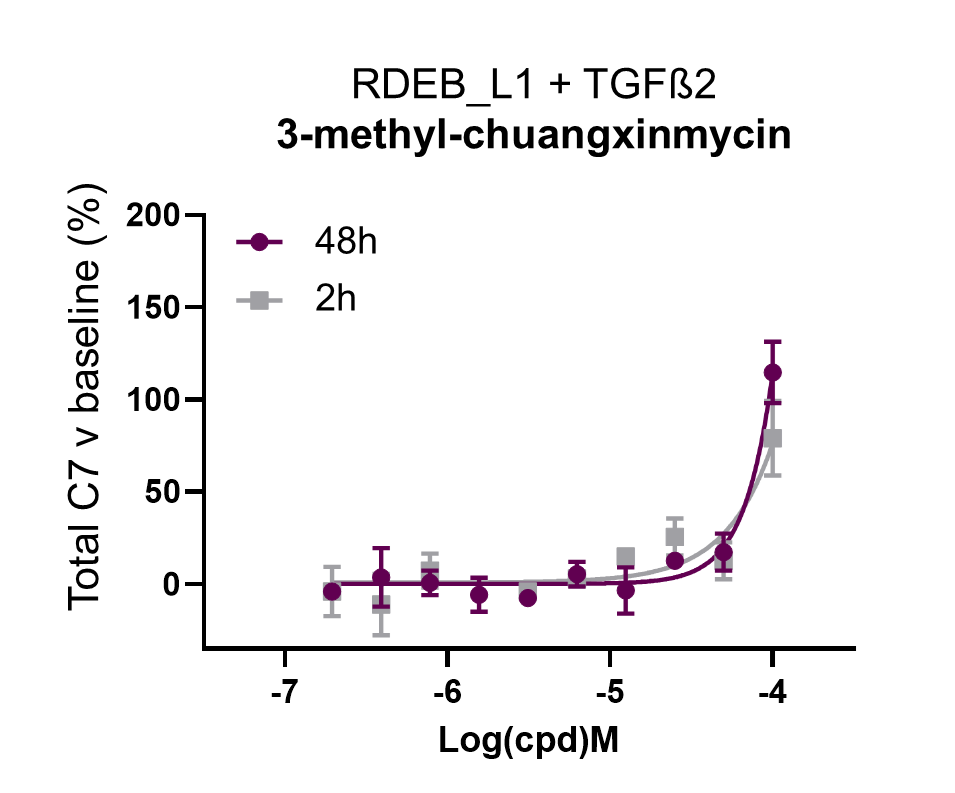 RDEB_L1 + TGFß2
3-methyl-chuangxinmycin
Total C7 v baseline (%)
200
150
100
50
0
48h
2h
-7
-6
-5
-4
Log(cpd)M